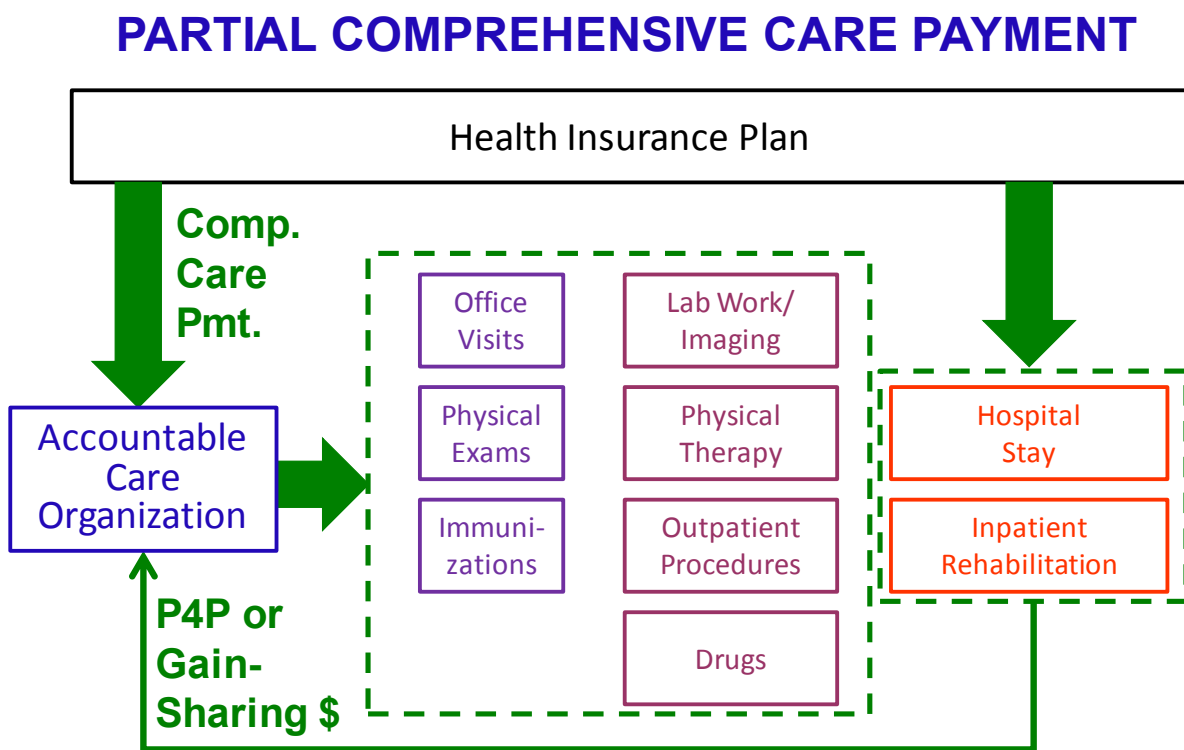 PARTIAL COMPREHENSIVE CARE PAYMENT
Health Insurance Plan
Comp.
Care
Pmt.
Accountable
Care
Organization
Office
Visits
Physical
Exams
Immuni-
zations
Lab Work/
Imaging
Physical
Therapy
Outpatient
Procedures
Drugs
Hospital
Stay
Inpatient
Rehabilitation
P4P or
Gain-
Sharing $